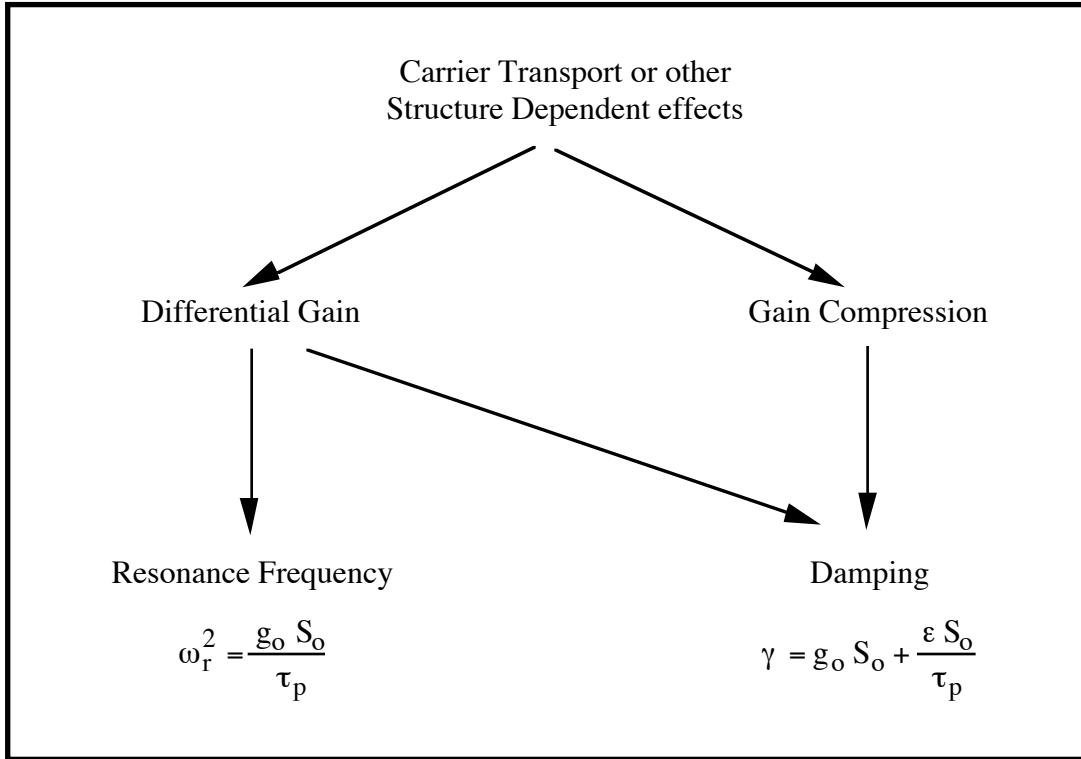 Carrier Transport or other
Structure Dependent effects
Differential Gain
Gain Compression
Resonance Frequency
Damping
ω_r^2 = g_o S_o / τ_p
γ = g_o S_o + ε S_o / τ_p